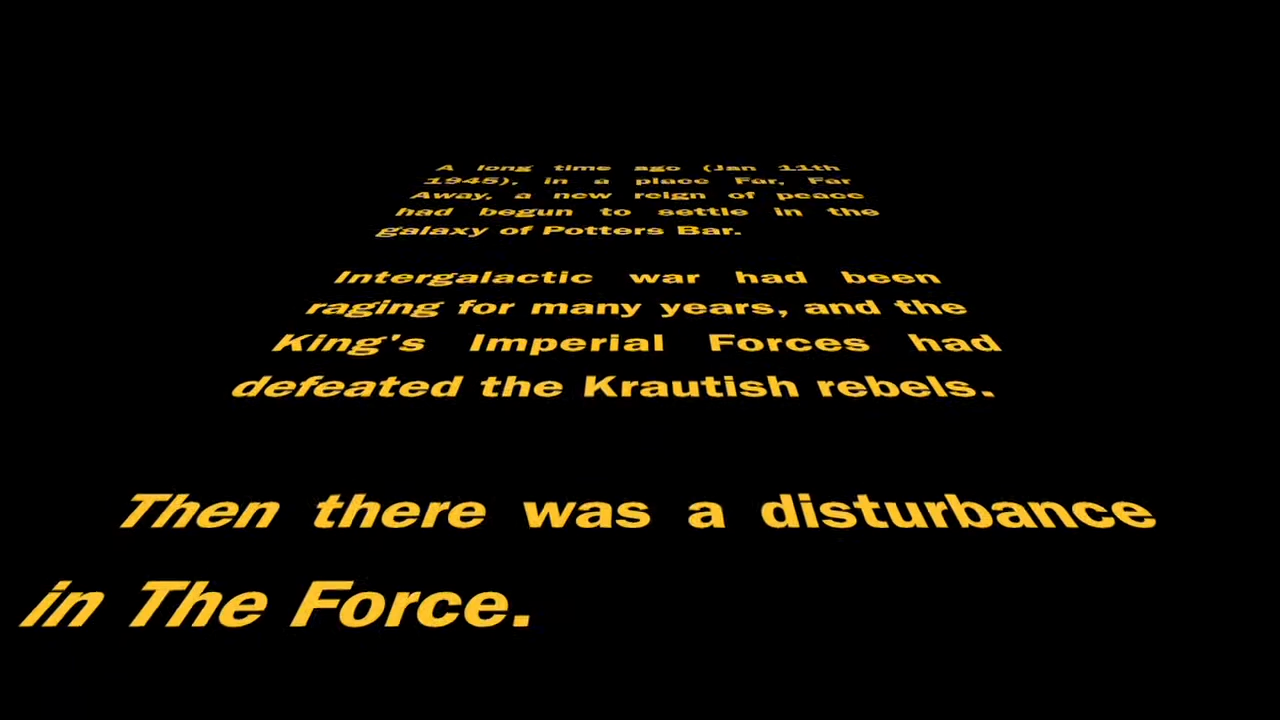 A long time ago (Jan 11th
1945), in a place Far, Far
Away, a new reign of peace
had begun to settle in the
galaxy of Potters Bar.
Intergalactic war had been
raging for many years, and the
King's Imperial Forces had
defeated the Krautish rebels.
Then there was a disturbance
in The Force.